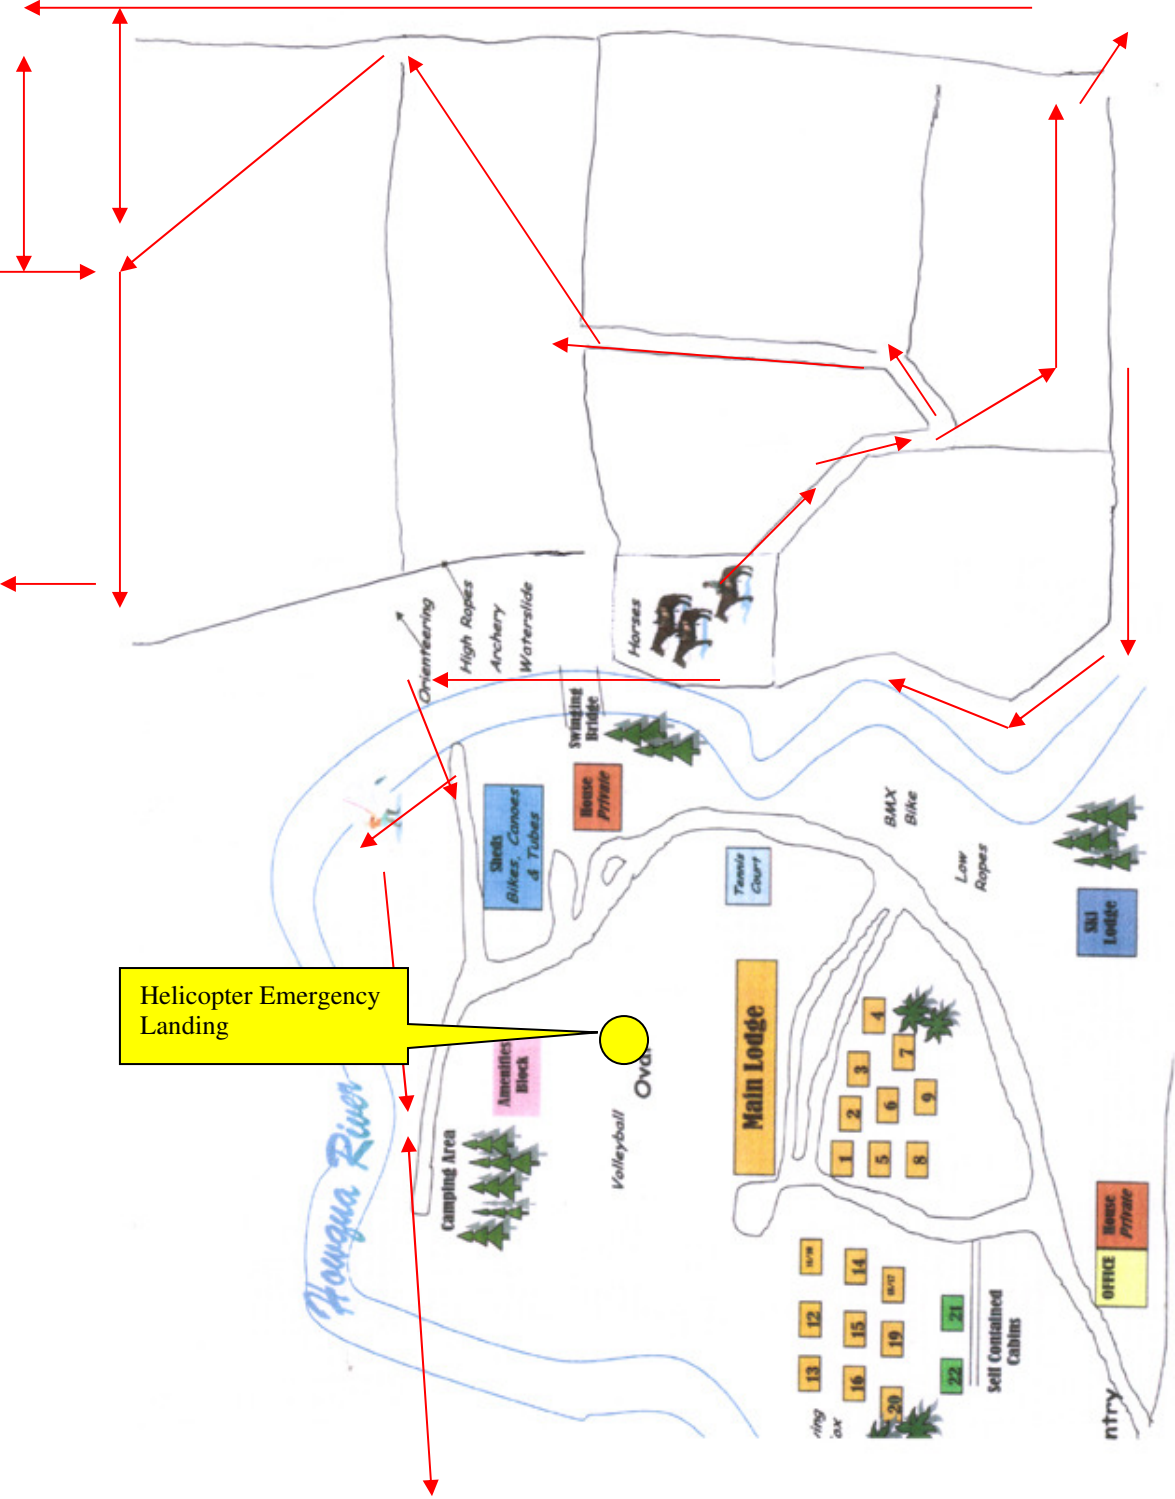 Helicopter Emergency
Landing
Orienteering
High Ropes
Archery
Waterslide
Horses
Swinging
Bridge
House
Private
Sheds
Bikes, Canoes
& Tubes
Tennis
Court
BMX
Bike
Low
Ropes
Ski
Lodge
Main Lodge
Amenities
Block
Oval
Volleyball
Camping Area
Howqua River
4
3
7
2
6
9
1
5
8
14
12
15
19
13
16
20
21
22
Self Contained
Cabins
House
Private
OFFICE
ntry